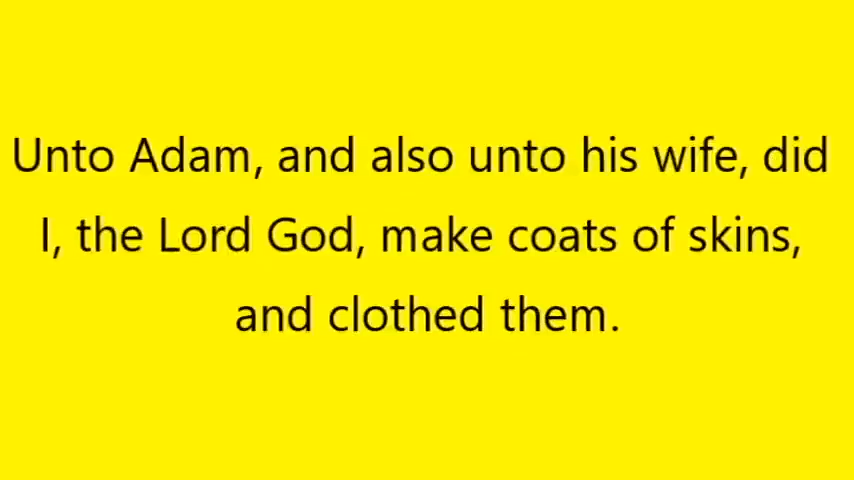 Unto Adam, and also unto his wife, did
I, the Lord God, make coats of skins,
and clothed them.